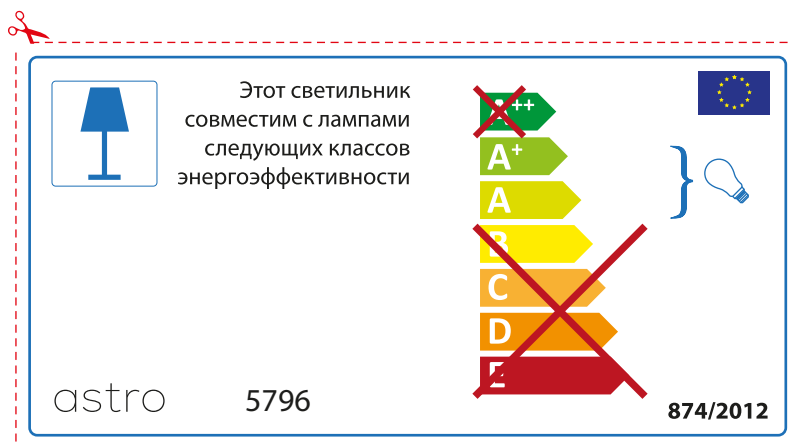 Этот светильник
совместим с лампами
следующих классов
энергоэффективности
A++
A+
A
B
C
D
E
astro
5796
874/2012